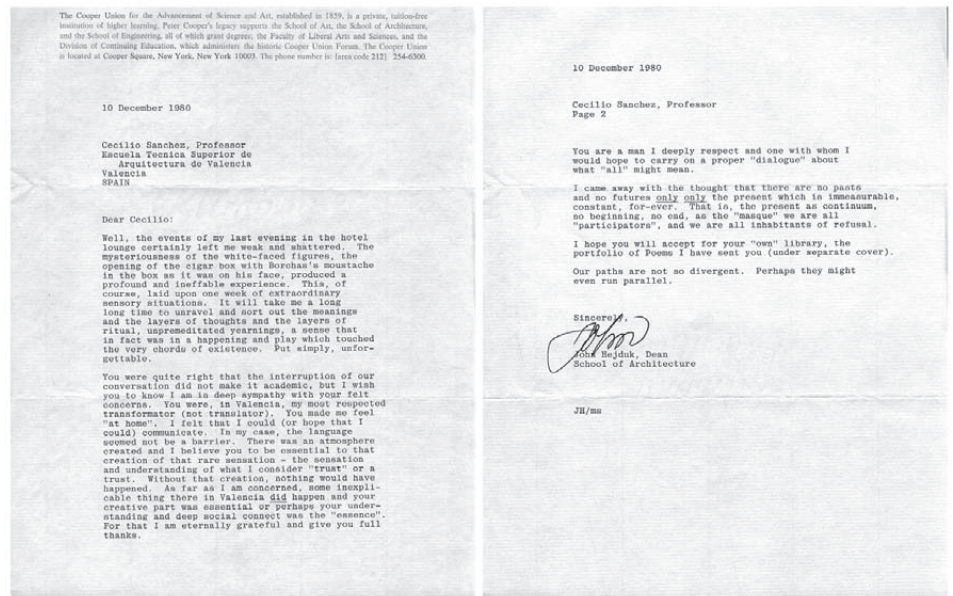 The Cooper Union for the Advancement of Science and Art, established in 1859, is a private, tuition-free
institution of higher learning. Peter Cooper's legacy supports the School of Art, the School of Architecture,
and the School of Engineering, all of which grant degrees; the Faculty of Liberal Arts and Sciences, and the
Division of Continuing Education, which administers the historic Cooper Union Forum. The Cooper Union
is located at Cooper Square, New York, New York 10003. The phone number is: [area code 212] 254-6300.
10 December 1980
Cecilio Sanchez, Professor
Escuela Tecnica Superior de
Arquitectura de Valencia
Valencia
SPAIN
Dear Cecilio:
Well, the events of my last evening in the hotel
lounge certainly left me weak and shattered. The
mysteriousness of the white-faced figures, the
opening of the cigar box with Borchas's moustache
in the box as it was on his face, produced a
profound and ineffable experience. This, of
course, laid upon one week of extraordinary
sensory situations. It will take me a long
long time to unravel and sort out the meanings
and the layers of thoughts and the layers of
ritual, unpremeditated yearnings, a sense that
in fact was in a happening and play which touched
the very chords of existence. Put simply, unfor-
gettable.
You were quite right that the interruption of our
conversation did not make it academic, but I wish
you to know I am in deep sympathy with your felt
concerns. You were, in Valencia, my most respected
transformator (not translator). You made me feel
"at home". I felt that I could (or hope that I
could) communicate. In my case, the language
seemed not be a barrier. There was an atmosphere
created and I believe you to be essential to that
creation of that rare sensation - the sensation
and understanding of what I consider "trust" or a
trust. Without that creation, nothing would have
happened. As far as I am concerned, some inexpli-
cable thing there in Valencia did happen and your
creative part was essential or perhaps your under-
standing and deep social connect was the "essence".
For that I am eternally grateful and give you full
thanks.
10 December 1980
Cecilio Sanchez, Professor
Page 2
You are a man I deeply respect and one with whom I
would hope to carry on a proper "dialogue" about
what "all" might mean.
I came away with the thought that there are no pasts
and no futures only only the present which is immeasurable,
constant, for-ever. That is, the present as continuum,
no beginning, no end, as the "masque" we are all
"participators", and we are all inhabitants of refusal.
I hope you will accept for your "own" library, the
portfolio of Poems I have sent you (under separate cover).
Our paths are not so divergent. Perhaps they might
even run parallel.
Sincerely,
John
John Hejduk, Dean
School of Architecture
JH/ms